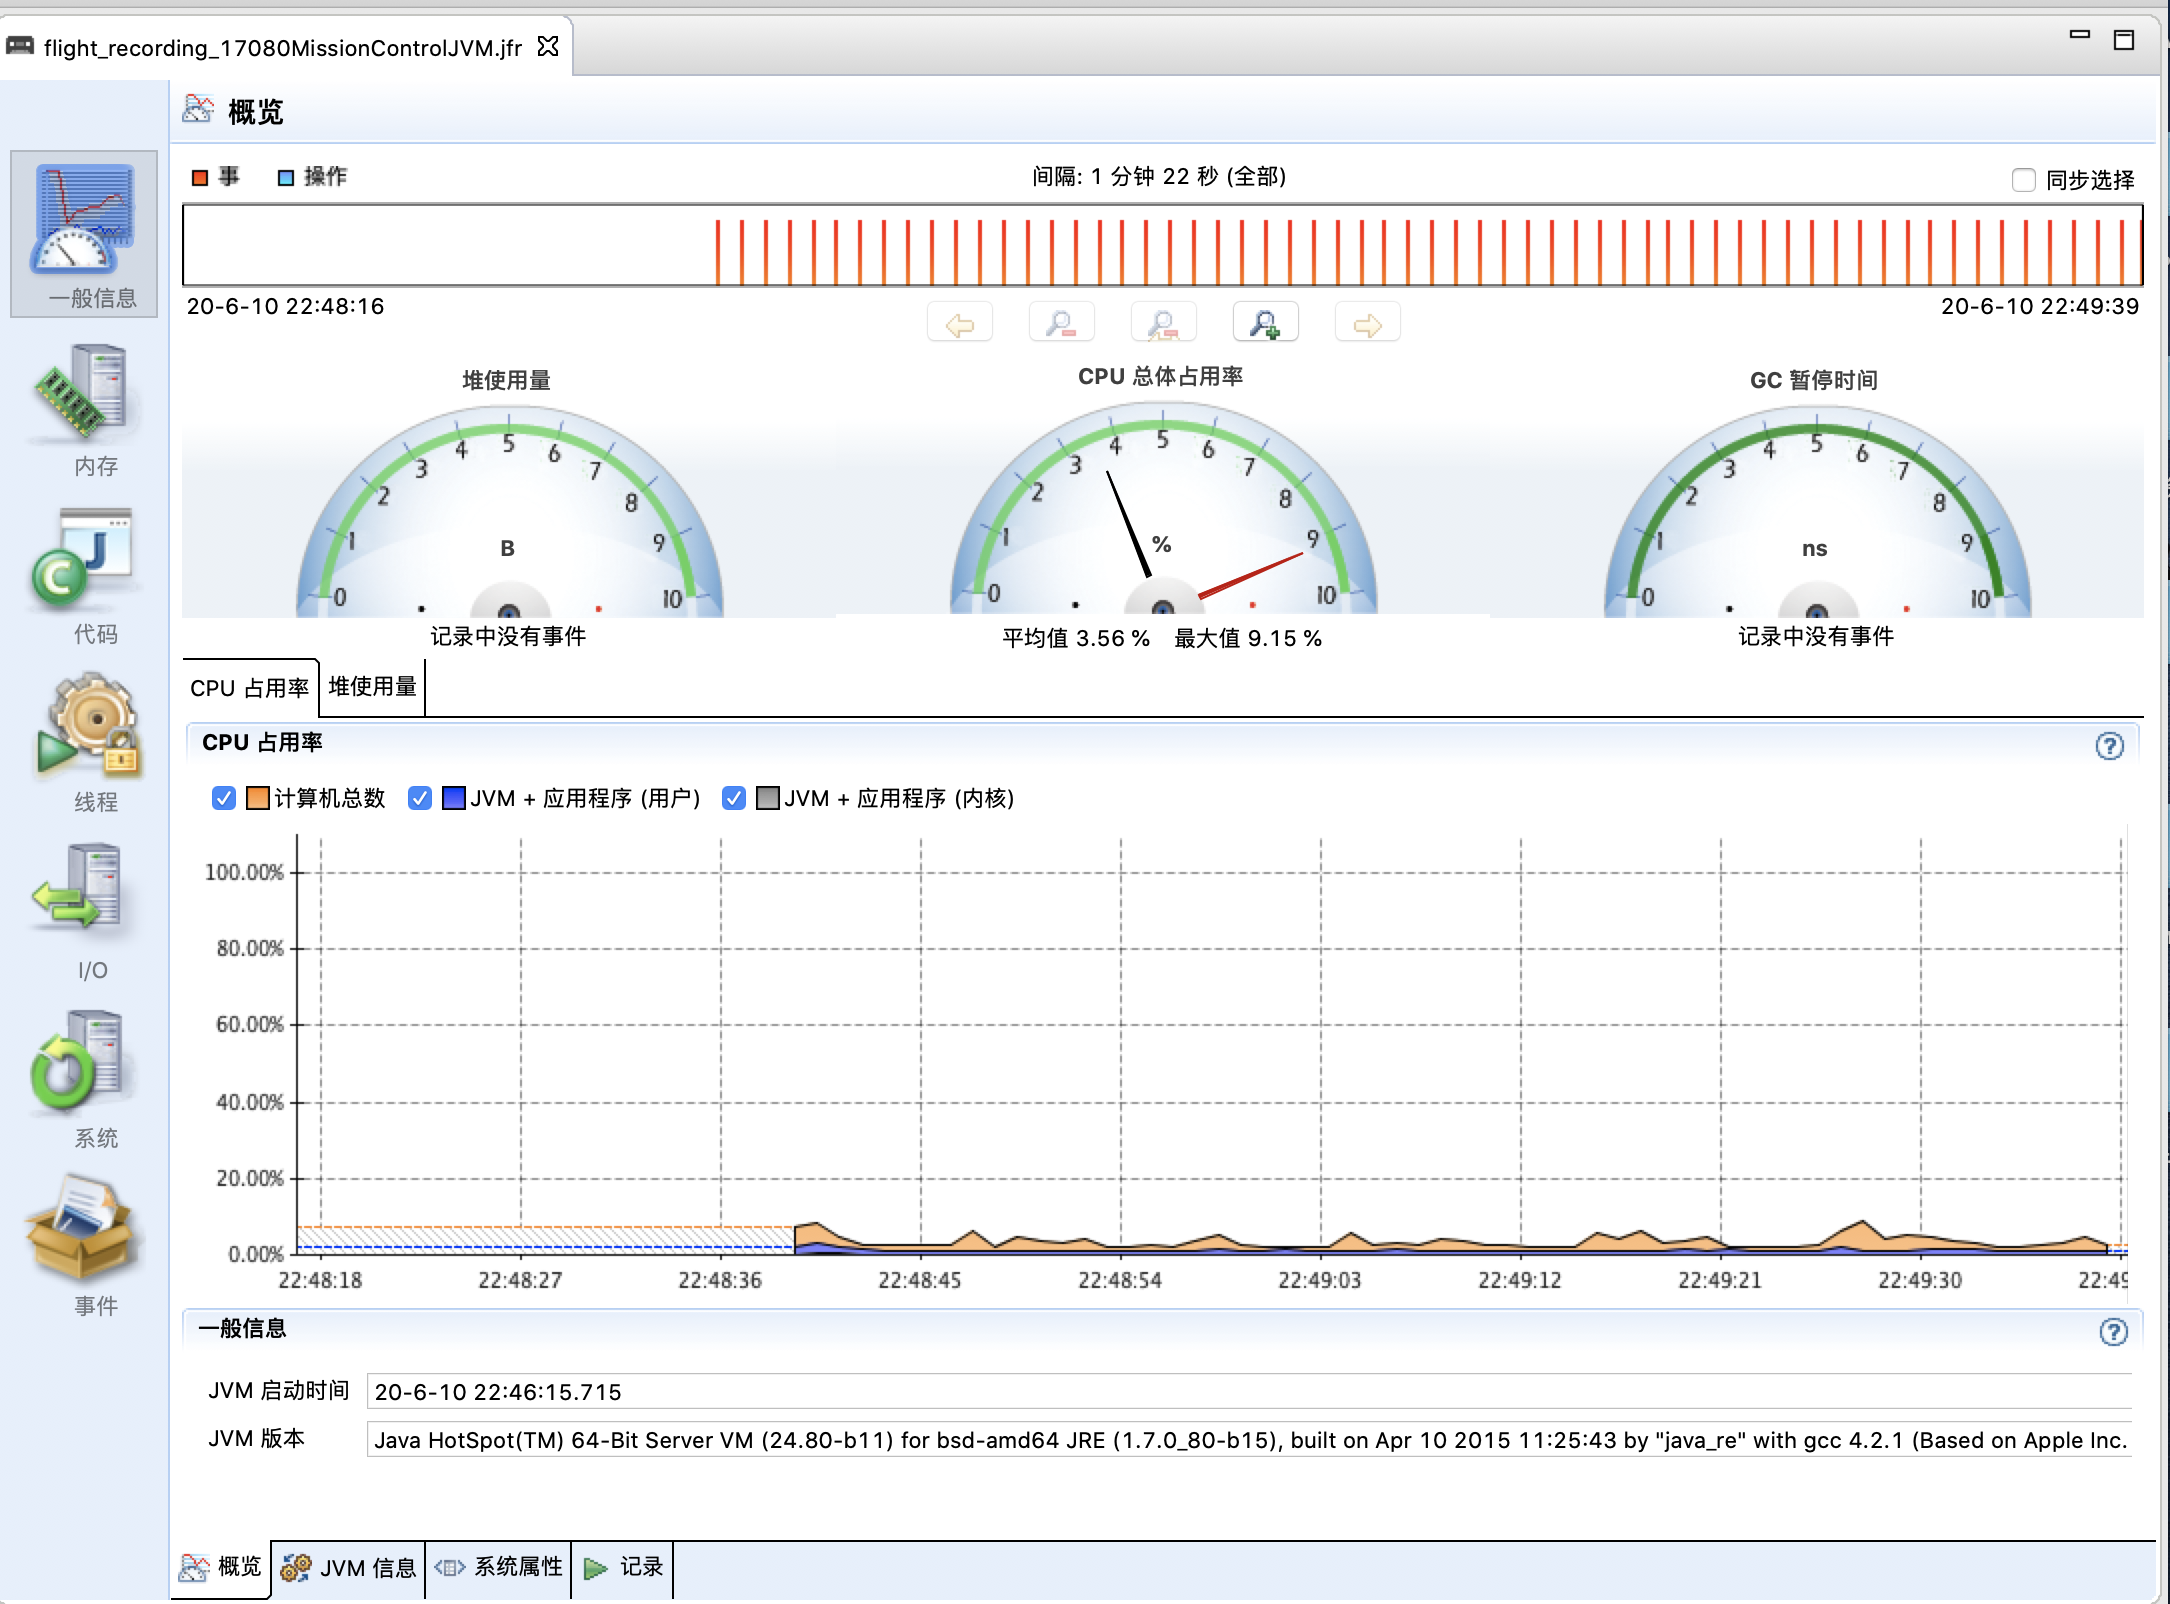 flight_recording_17080MissionControlJVM.jfr
概览
事 操作 间隔: 1 分钟 22 秒 (全部) 同步选择
20-6-10 22:48:16 20-6-10 22:49:39
一般信息
内存
代码
线程
I/O
系统
事件
堆使用量
0 1 2 3 4 5 6 7 8 9 10
B
记录中没有事件
CPU 总体占用率
0 1 2 3 4 5 6 7 8 9 10
%
平均值 3.56 % 最大值 9.15 %
GC 暂停时间
0 1 2 3 4 5 6 7 8 9 10
ns
记录中没有事件
CPU 占用率 堆使用量
CPU 占用率
计算机总数 JVM + 应用程序 (用户) JVM + 应用程序 (内核)
100.00%
80.00%
60.00%
40.00%
20.00%
0.00%
22:48:18 22:48:27 22:48:36 22:48:45 22:48:54 22:49:03 22:49:12 22:49:21 22:49:30 22:49
一般信息
JVM 启动时间 20-6-10 22:46:15.715
JVM 版本 Java HotSpot(TM) 64-Bit Server VM (24.80-b11) for bsd-amd64 JRE (1.7.0_80-b15), built on Apr 10 2015 11:25:43 by "java_re" with gcc 4.2.1 (Based on Apple Inc.
概览 JVM 信息 系统属性 记录